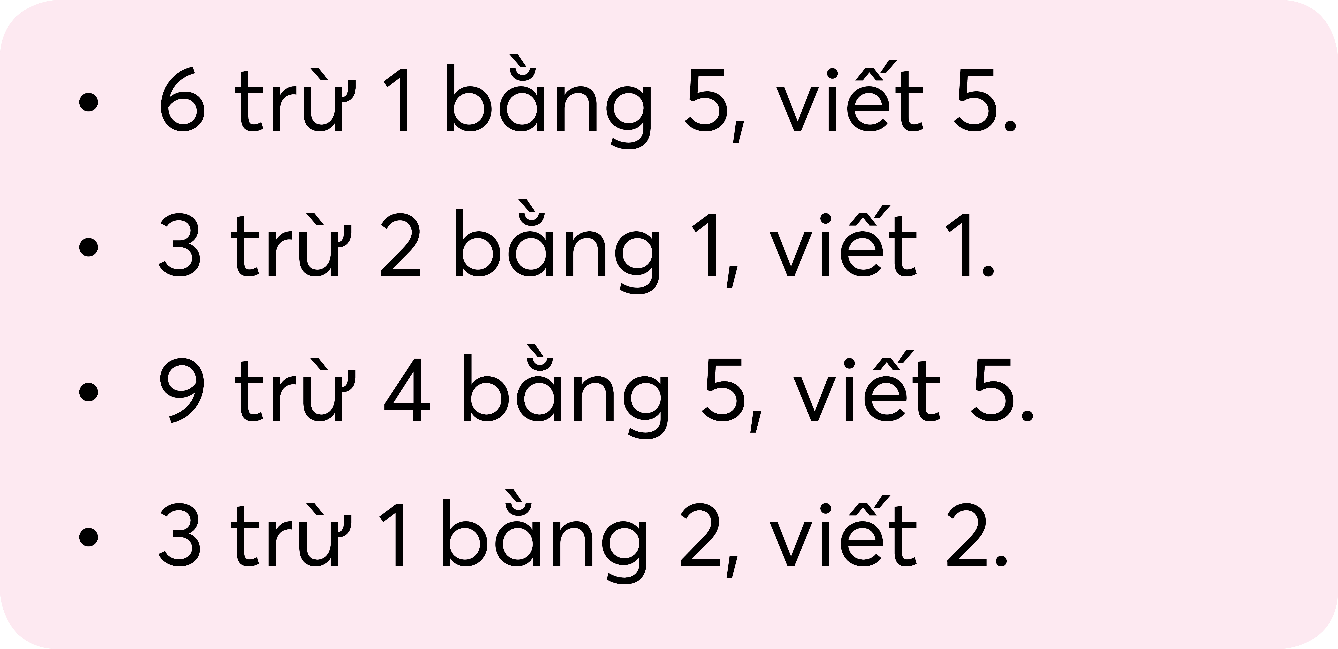 • 6 trừ 1 bằng 5, viết 5.
• 3 trừ 2 bằng 1, viết 1.
• 9 trừ 4 bằng 5, viết 5.
• 3 trừ 1 bằng 2, viết 2.